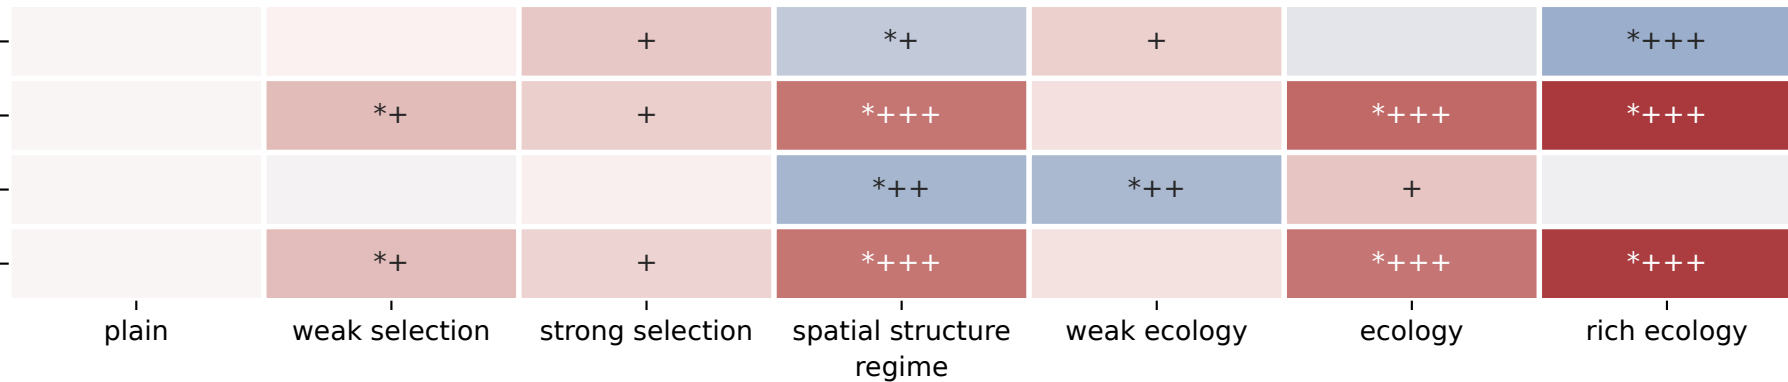 + *+ + *+++
*+ + *+++ *+++ *+++
*++ *++ +
*+ + *+++ *+++ *+++
plain weak selection strong selection spatial structure weak ecology ecology rich ecology
regime